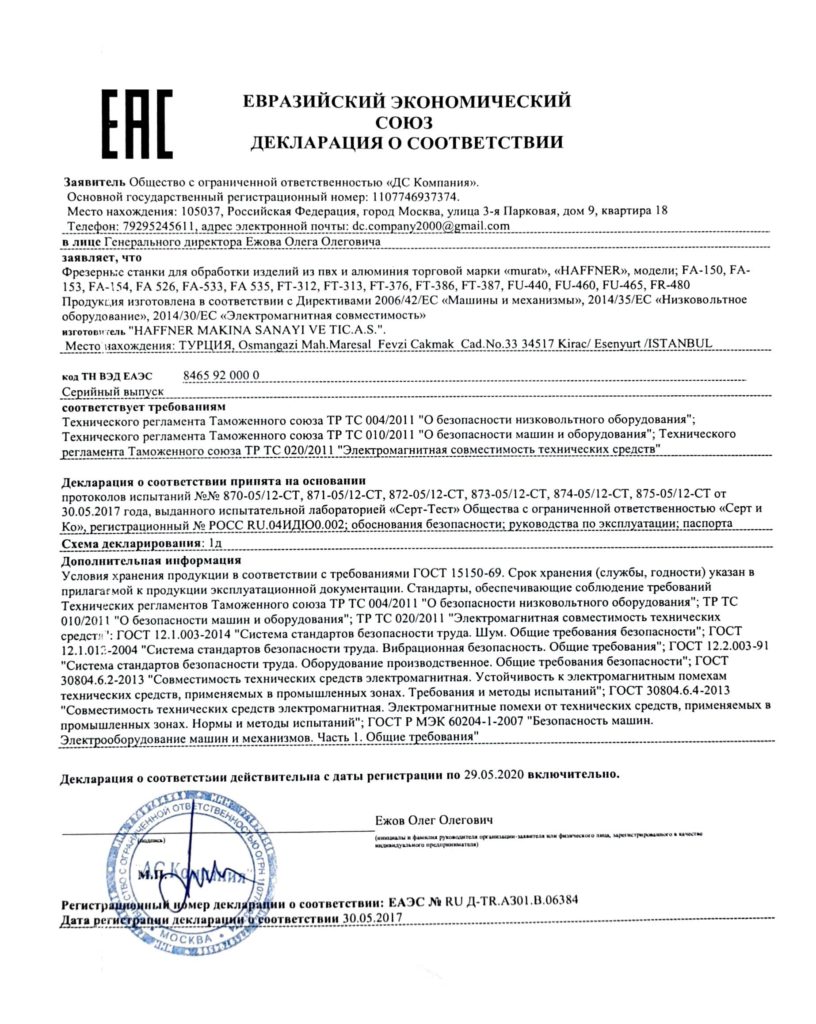 ЕАС
ЕВРАЗИЙСКИЙ ЭКОНОМИЧЕСКИЙ
СОЮЗ
ДЕКЛАРАЦИЯ О СООТВЕТСТВИИ
Заявитель Общество с ограниченной ответственностью «ДС Компания».
Основной государственный регистрационный номер: 1107746937374.
Место нахождения: 105037, Российская Федерация, город Москва, улица 3-я Парковая, дом 9, квартира 18
Телефон: 79295245611, адрес электронной почты: dc.company2000@gmail.com
в лице Генерального директора Ежова Олега Олеговича
заявляет, что
Фрезерные станки для обработки изделий из пвх и алюминия торговой марки «murat», «HAFFNER», модели; FA-150, FA-
153, FA-154, FA 526, FA-533, FA 535, FT-312, FT-313, FT-376, FT-386, FT-387, FU-440, FU-460, FU-465, FR-480
Продукция изготовлена в соответствии с Директивами 2006/42/ЕС «Машины и механизмы», 2014/35/ЕС «Низковольтное
оборудование», 2014/30/ЕС «Электромагнитная совместимость»
изготовитель "HAFFNER MAKINA SANAYI VE TIC.A.S.".
Место нахождения: ТУРЦИЯ, Osmangazi Mah.Maresal Fevzi Cakmak Cad.No.33 34517 Kirac/ Esenyurt /ISTANBUL
код ТН ВЭД ЕАЭС 8465 92 000 0
Серийный выпуск
соответствует требованиям
Технического регламента Таможенного союза ТР ТС 004/2011 "О безопасности низковольтного оборудования";
Технического регламента Таможенного союза ТР ТС 010/2011 "О безопасности машин и оборудования"; Технического
регламента Таможенного союза ТР ТС 020/2011 "Электромагнитная совместимость технических средств"
Декларация о соответствии принята на основании
протоколов испытаний №№ 870-05/12-СТ, 871-05/12-СТ, 872-05/12-СТ, 873-05/12-СТ, 874-05/12-СТ, 875-05/12-СТ от
30.05.2017 года, выданного испытательной лабораторией «Серт-Тест» Общества с ограниченной ответственностью «Серт и
Ко», регистрационный № РОСС RU.04ИДЮ0.002; обоснования безопасности; руководства по эксплуатации; паспорта
Схема декларирования: 1д
Дополнительная информация
Условия хранения продукции в соответствии с требованиями ГОСТ 15150-69. Срок хранения (службы, годности) указан в
прилагаемой к продукции эксплуатационной документации. Стандарты, обеспечивающие соблюдение требований
Технических регламентов Таможенного союза ТР ТС 004/2011 "О безопасности низковольтного оборудования"; ТР ТС
010/2011 "О безопасности машин и оборудования"; ТР ТС 020/2011 "Электромагнитная совместимость технических
средств": ГОСТ 12.1.003-2014 "Система стандартов безопасности труда. Шум. Общие требования безопасности"; ГОСТ
12.1.012-2004 "Система стандартов безопасности труда. Вибрационная безопасность. Общие требования"; ГОСТ 12.2.003-91
"Система стандартов безопасности труда. Оборудование производственное. Общие требования безопасности"; ГОСТ
30804.6.2-2013 "Совместимость технических средств электромагнитная. Устойчивость к электромагнитным помехам
технических средств, применяемых в промышленных зонах. Требования и методы испытаний"; ГОСТ 30804.6.4-2013
"Совместимость технических средств электромагнитная. Электромагнитные помехи от технических средств, применяемых в
промышленных зонах. Нормы и методы испытаний"; ГОСТ Р МЭК 60204-1-2007 "Безопасность машин.
Электрооборудование машин и механизмов. Часть 1. Общие требования"
Декларация о соответствии действительна с даты регистрации по 29.05.2020 включительно.
Ежов Олег Олегович
(подпись)
(инициалы и фамилия руководителя организации-заявителя или физического лица, зарегистрированного в качестве
индивидуального предпринимателя)
М.П.
ДС Компания
МОСКВА
Регистрационный номер декларации о соответствии: ЕАЭС № RU Д-TR.А301.В.06384
Дата регистрации декларации о соответствии 30.05.2017